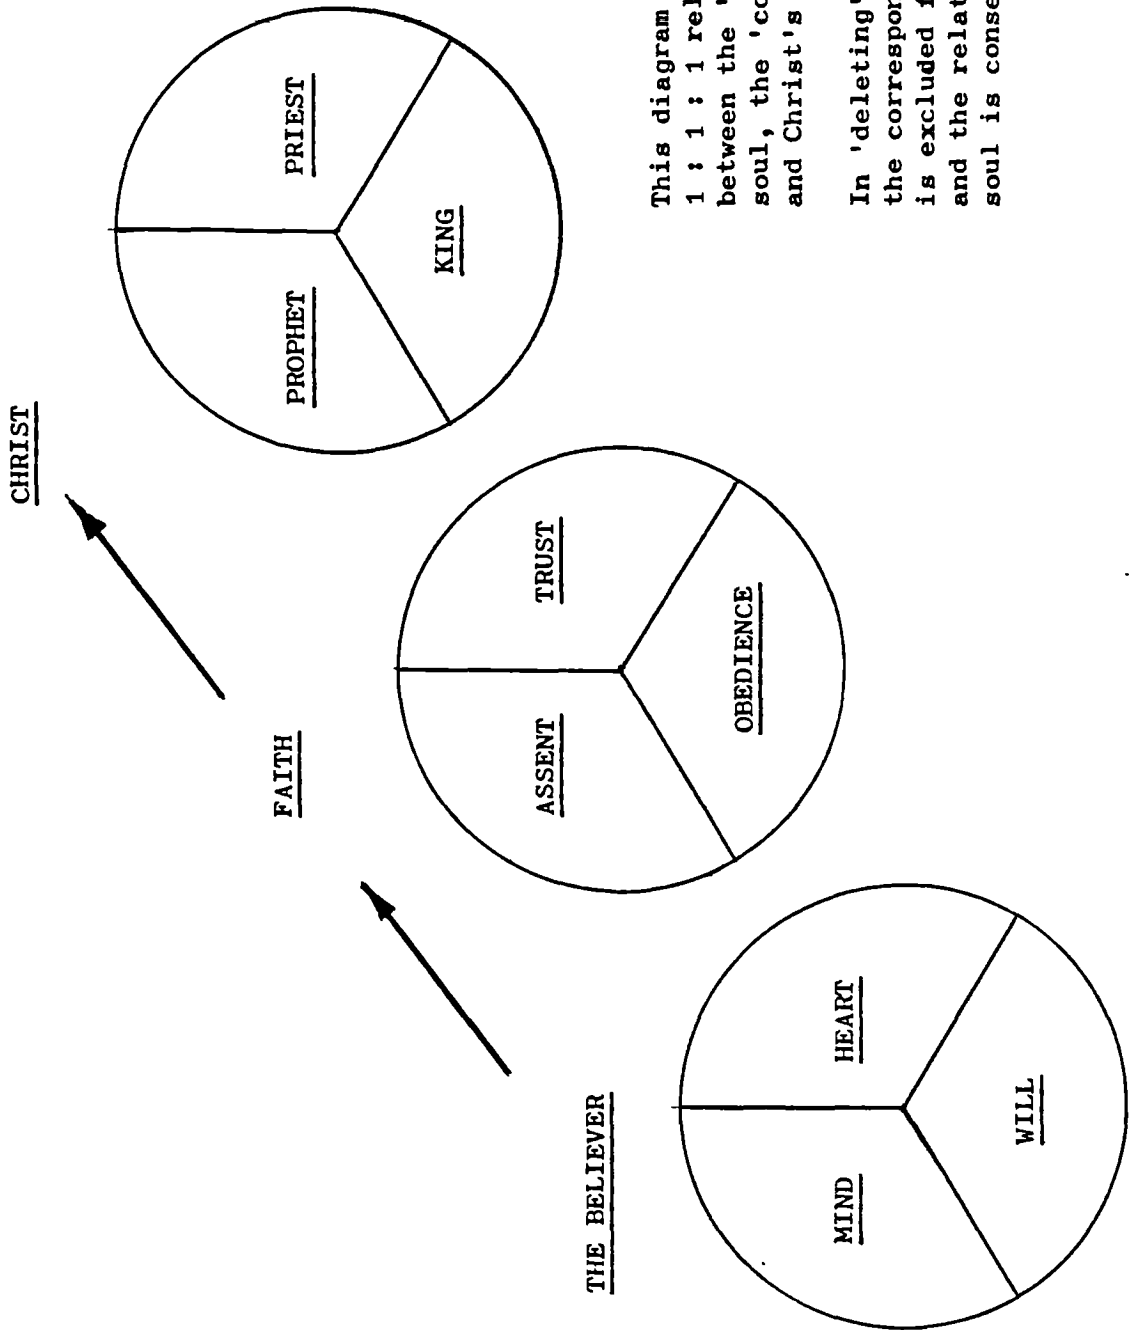 CHRIST
PROPHET
PRIEST
KING
FAITH
ASSENT
TRUST
OBEDIENCE
THE BELIEVER
MIND
HEART
WILL
This diagram
1 : 1 : 1 rel
between the '
soul, the 'co
and Christ's
In 'deleting'
the correspon
is excluded f
and the relat
soul is conse